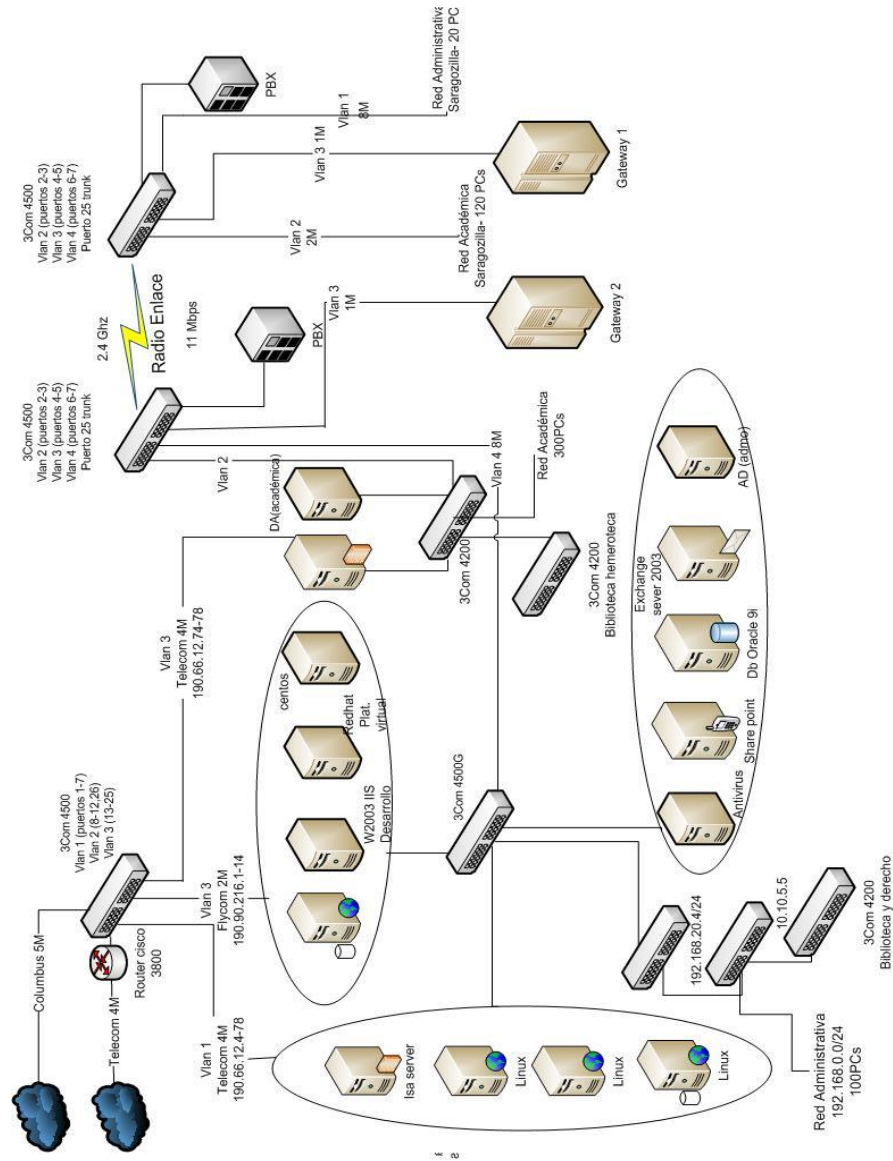 Columbus 5M
Telecom 4M
Router cisco
3800
3Com 4500
Vlan 1 (puertos 1-7)
Vlan 2 (8-12,26)
Vlan 3 (13-25)
Vlan 1
Telecom 4M
190.66.12.4-78
Vlan 3
Flycom 2M
190.90.216.1-14
Vlan 3
Telecom 4M
190.66.12.74-78
Isa server
Linux
Linux
Linux
W2003 IIS
Desarrollo
Redhat
Plat.
virtual
centos
DA(académica)
3Com 4200
3Com 4500G
Vlan 2
Vlan 4 8M
Red Académica
300PCs
3Com 4200
Biblioteca hemeroteca
3Com 4500
Vlan 2 (puertos 2-3)
Vlan 3 (puertos 4-5)
Vlan 4 (puertos 6-7)
Puerto 25 trunk
2.4 Ghz
Radio Enlace
11 Mbps
PBX
Vlan 3
1M
Gateway 2
3Com 4500
Vlan 2 (puertos 2-3)
Vlan 3 (puertos 4-5)
Vlan 4 (puertos 6-7)
Puerto 25 trunk
PBX
Vlan 2
2M
Red Académica
Saragozilla- 120 PCs
Vlan 3 1M
Gateway 1
Vlan 1
8M
Red Administrativa
Saragozilla- 20 PC
Antivirus
Share point
Db Oracle 9i
Exchange
sever 2003
AD (admo)
192.168.20.4/24
10.10.5.5
3Com 4200
Biblioteca y derecho
Red Administrativa
192.168.0.0/24
100PCs